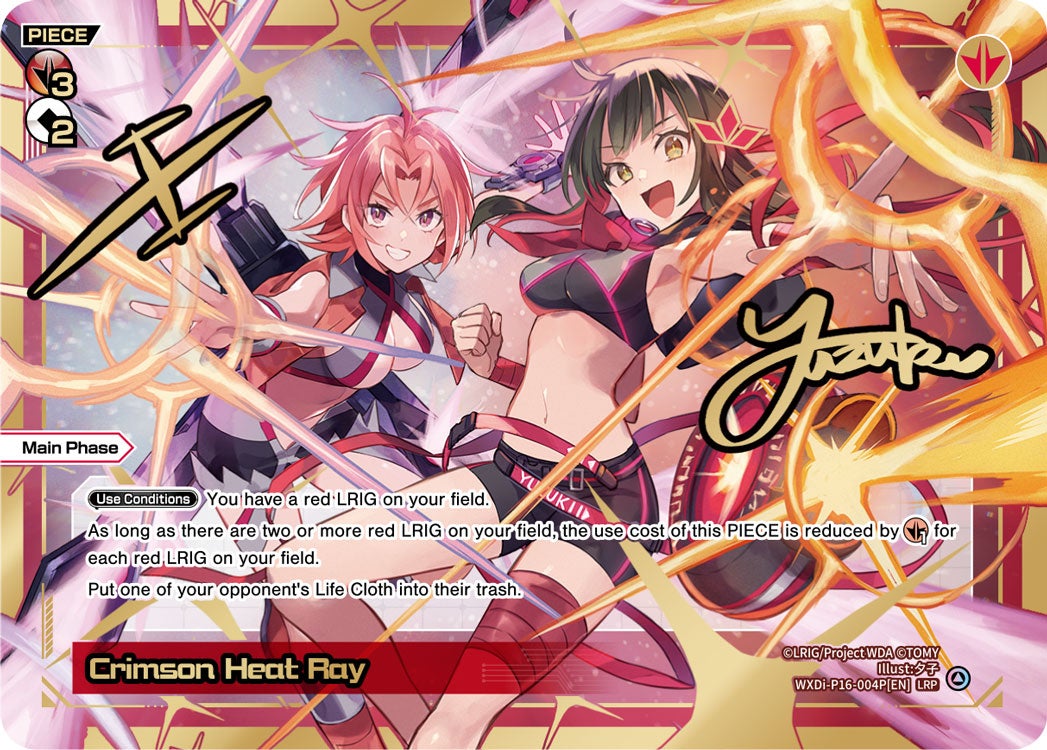 PIECE
3
2
Yuzuki
Main Phase
YUZUKI
Use Conditions You have a red LRIG on your field.
As long as there are two or more red LRIG on your field, the use cost of this PIECE is reduced by 1 for
each red LRIG on your field.
Put one of your opponent's Life Cloth into their trash.
Crimson Heat Ray
©LRIG/Project WDA ©TOMY
Illust:夕子
WXDi-P16-004P[EN] LRP